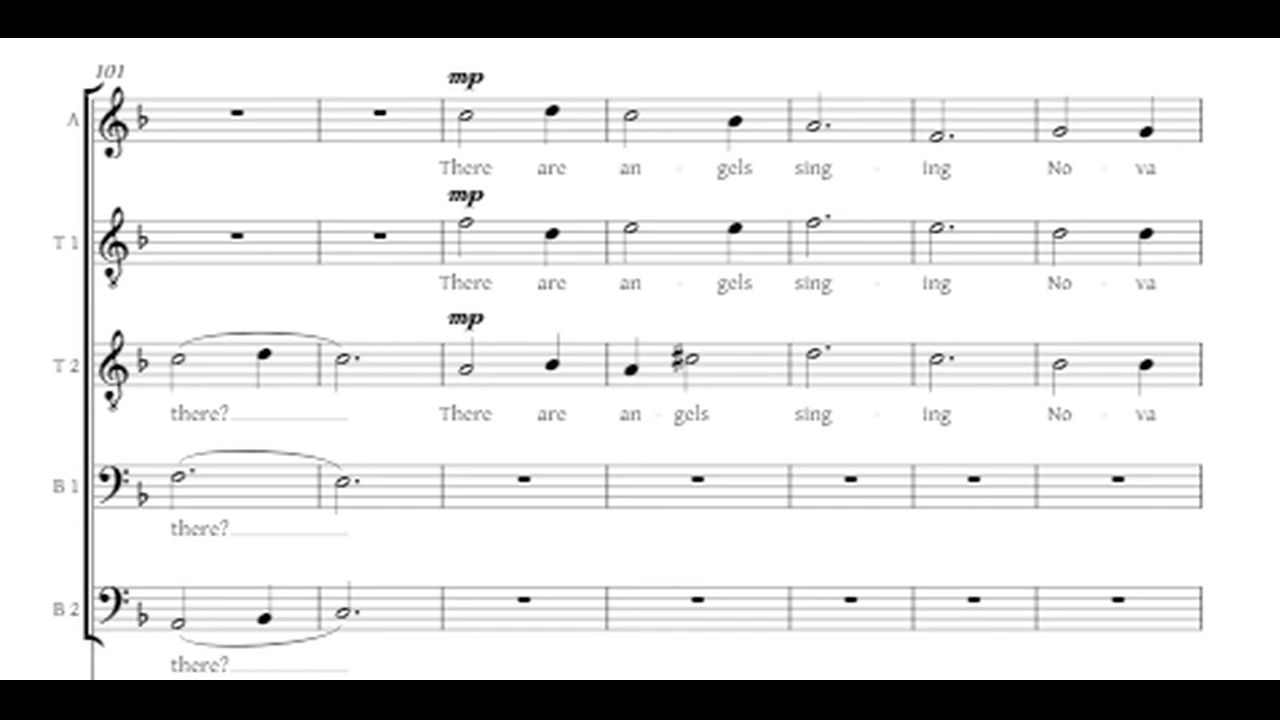 101
mp
A
There are an - gels sing - ing No - va
mp
T 1
There are an - gels sing - ing No - va
mp
T 2
there? There are an - gels sing - ing No - va
B 1
there?
B 2
there?